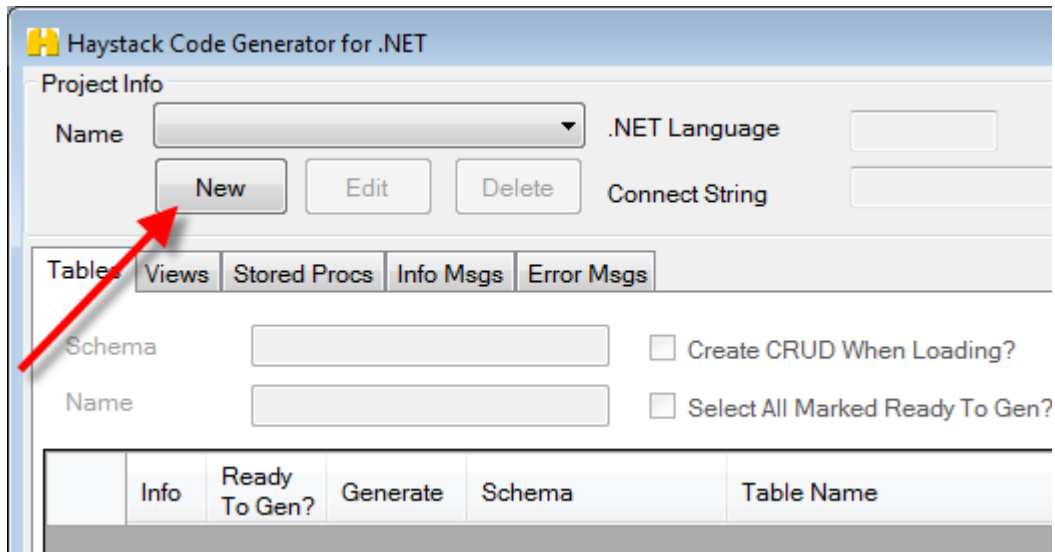 Haystack Code Generator for .NET
Project Info
Name
.NET Language
New
Edit
Delete
Connect String
Tables
Views
Stored Procs
Info Msgs
Error Msgs
Schema
Create CRUD When Loading?
Name
Select All Marked Ready To Gen?
Info
Ready
To Gen?
Generate
Schema
Table Name